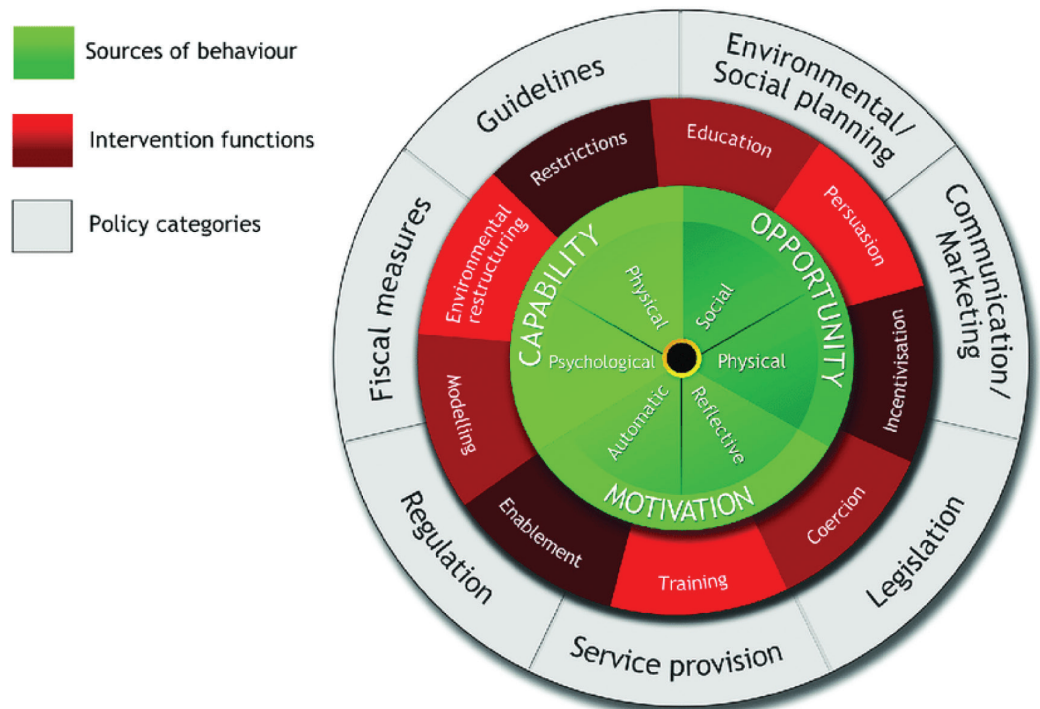 Sources of behaviour
Intervention functions
Policy categories
Guidelines
Environmental/
Social planning
Communication/
Marketing
Legislation
Service provision
Regulation
Fiscal measures
Restrictions
Education
Persuasion
Incentivisation
Coercion
Training
Enablement
Modelling
Environmental
restructuring
CAPABILITY
OPPORTUNITY
MOTIVATION
Physical
Social
Psychological
Physical
Automatic
Reflective